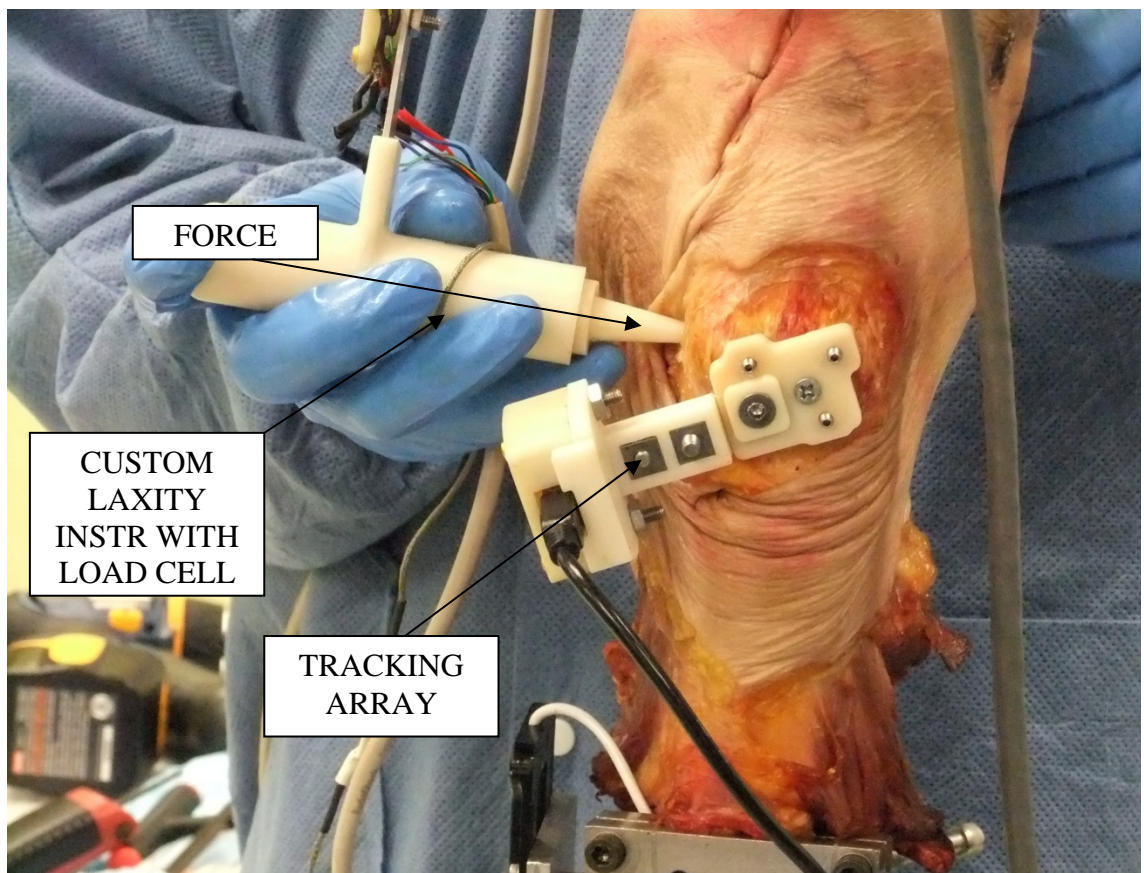 FORCE
CUSTOM
LAXITY
INSTR WITH
LOAD CELL
TRACKING
ARRAY